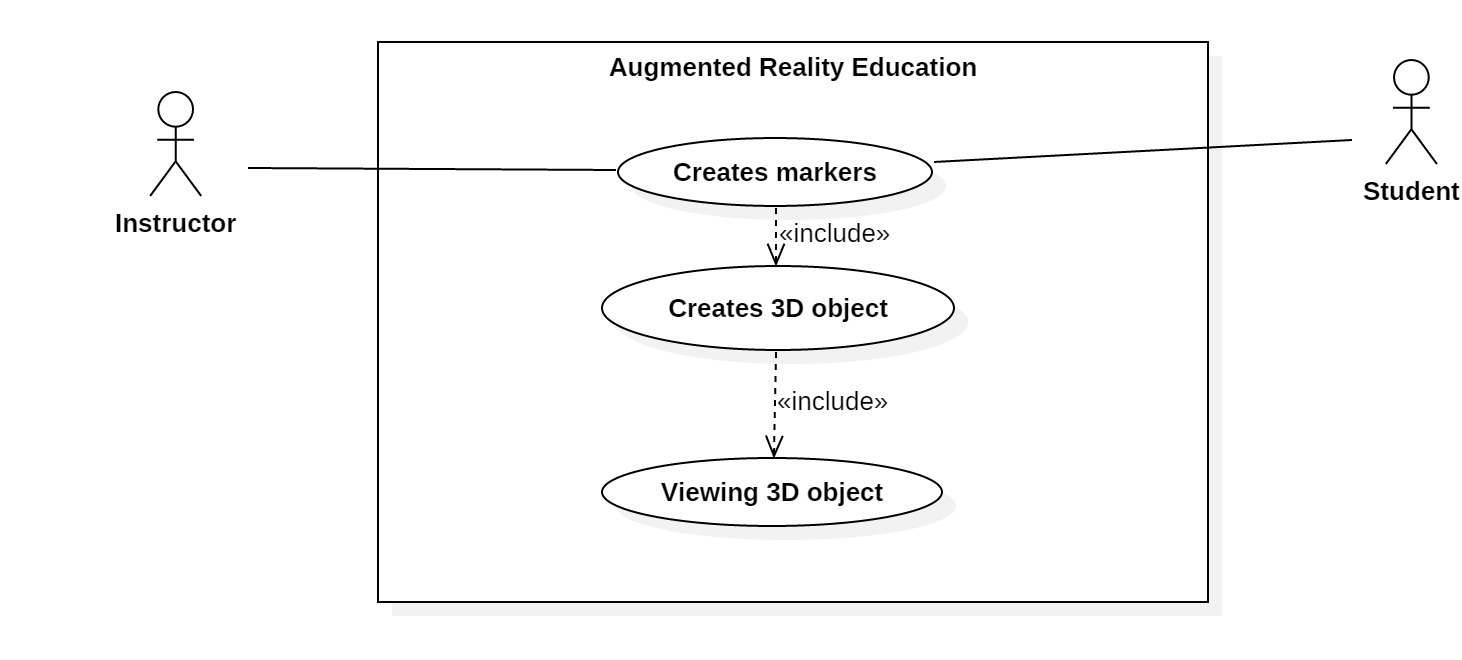 Augmented Reality Education
Instructor
Student
Creates markers
«include»
Creates 3D object
«include»
Viewing 3D object